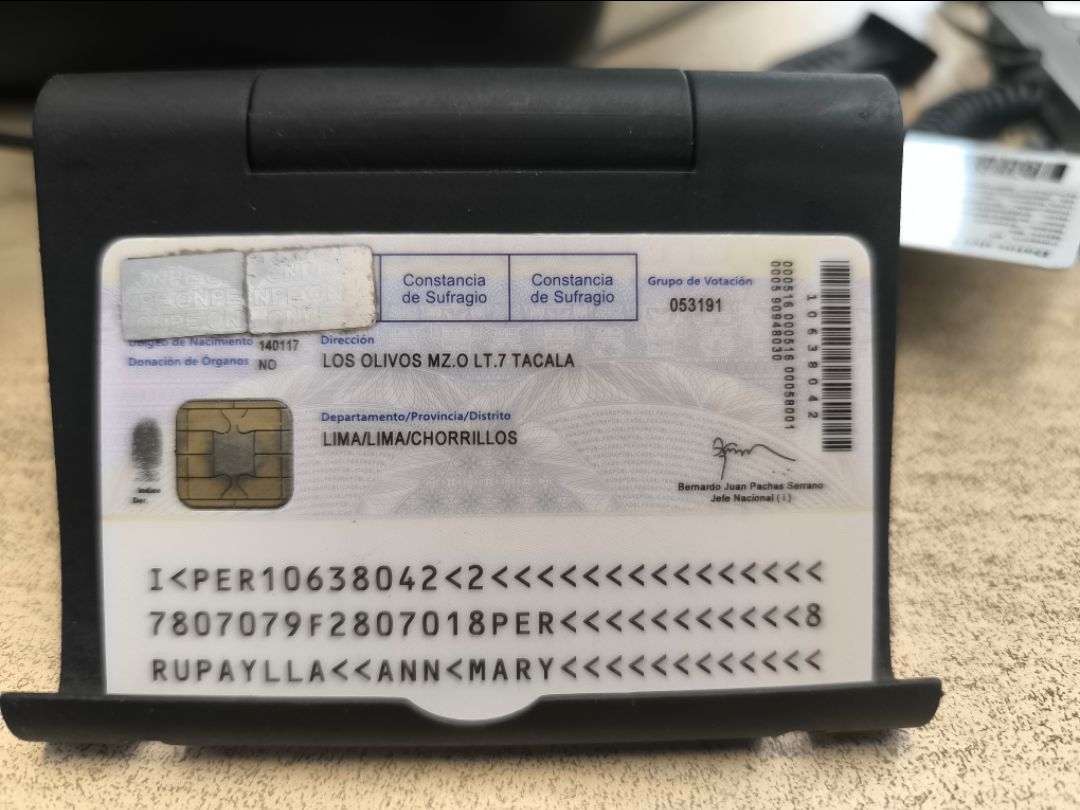 Constancia
de Sufragio
Constancia
de Sufragio
Grupo de Votación
053191
de Nacimiento 140117
Donación de Órganos NO
Dirección
LOS OLIVOS MZ.O LT.7 TACALA
Departamento/Provincia/Distrito
LIMA/LIMA/CHORRILLOS
Indice
Der.
Bernardo Juan Pachas Serrano
Jefe Nacional ( i )
10638042
I<PER10638042<2<<<<<<<<<<<<<<<
7807079F2807018PER<<<<<<<<<<<8
RUPAYLLA<<ANN<MARY<<<<<<<<<<<<